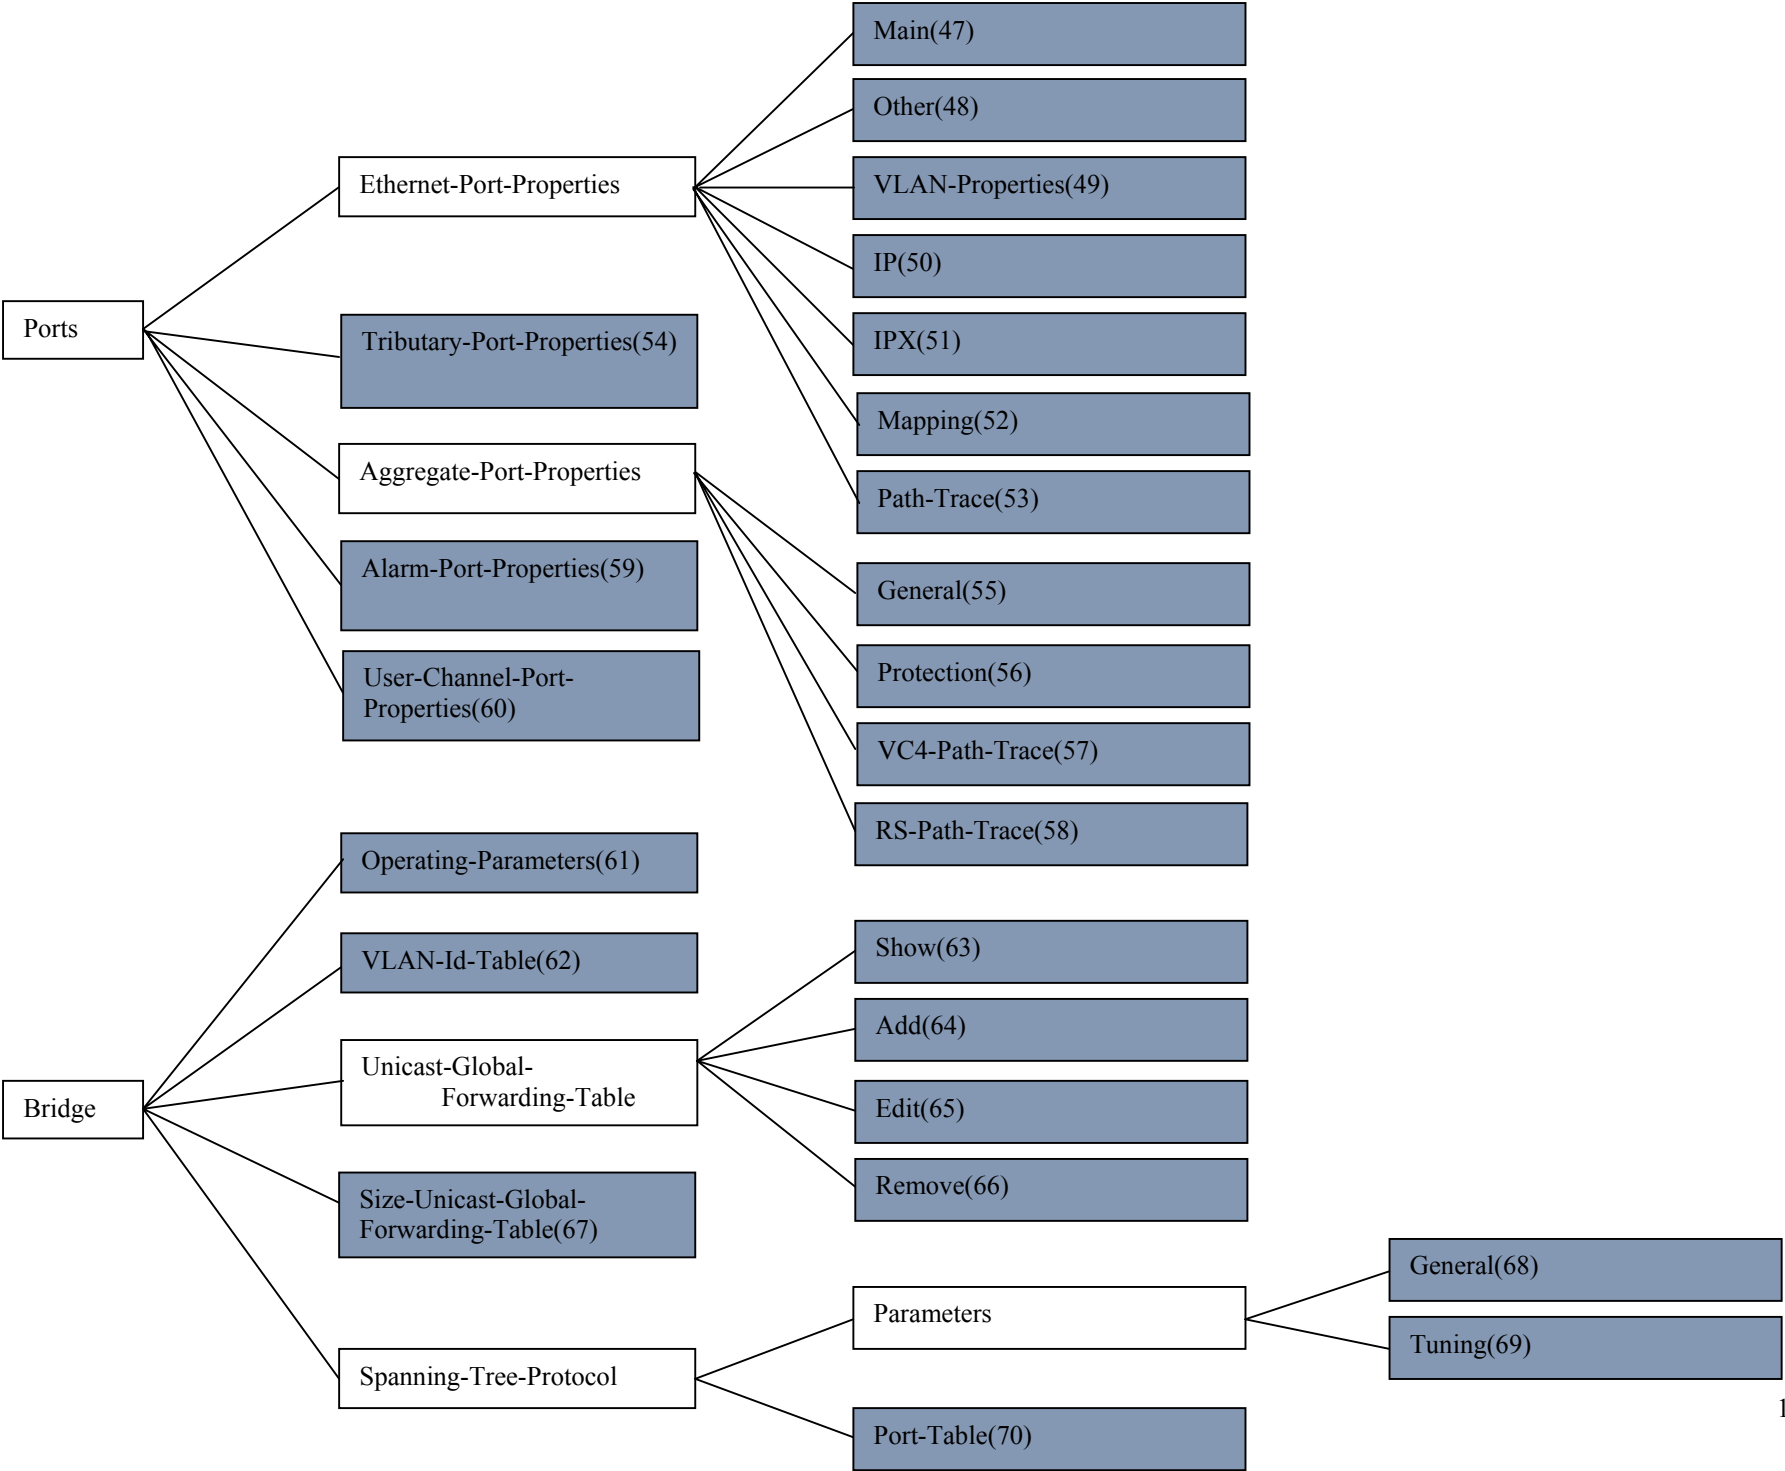 Main(47)
Other(48)
Ethernet-Port-Properties
VLAN-Properties(49)
IP(50)
Ports
Tributary-Port-Properties(54)
IPX(51)
Mapping(52)
Aggregate-Port-Properties
Path-Trace(53)
Alarm-Port-Properties(59)
General(55)
User-Channel-Port-
Properties(60)
Protection(56)
VC4-Path-Trace(57)
RS-Path-Trace(58)
Operating-Parameters(61)
VLAN-Id-Table(62)
Show(63)
Add(64)
Unicast-Global-
Forwarding-Table
Bridge
Edit(65)
Remove(66)
Size-Unicast-Global-
Forwarding-Table(67)
General(68)
Parameters
Tuning(69)
Spanning-Tree-Protocol
1
Port-Table(70)